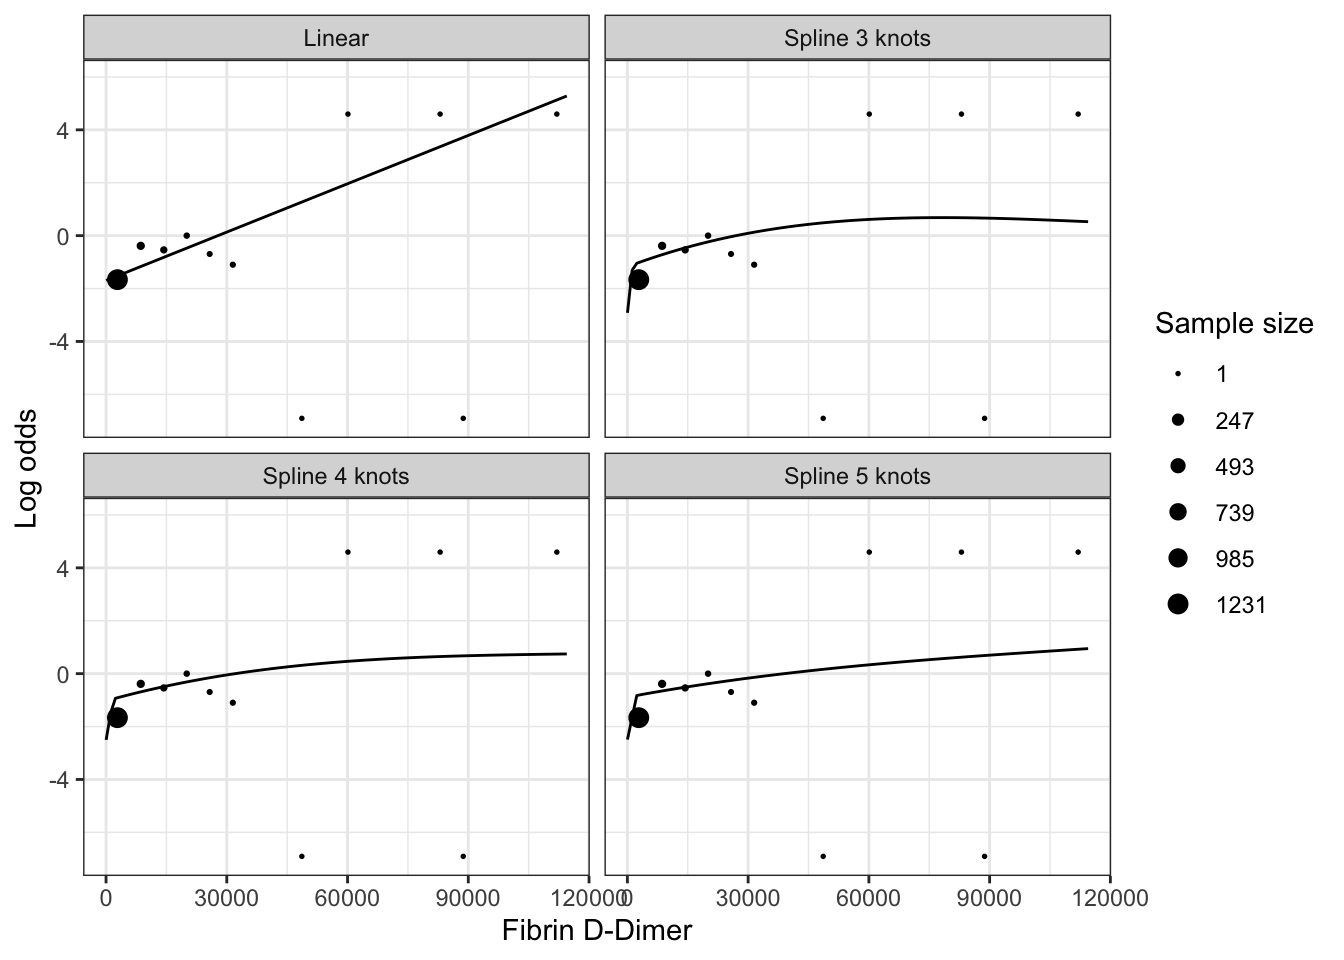 Linear
Spline 3 knots
4
0
-4
Spline 4 knots
Spline 5 knots
4
0
-4
0 30000 60000 90000 120000
0 30000 60000 90000 120000
Fibrin D-Dimer
Log odds
Sample size
1
247
493
739
985
1231